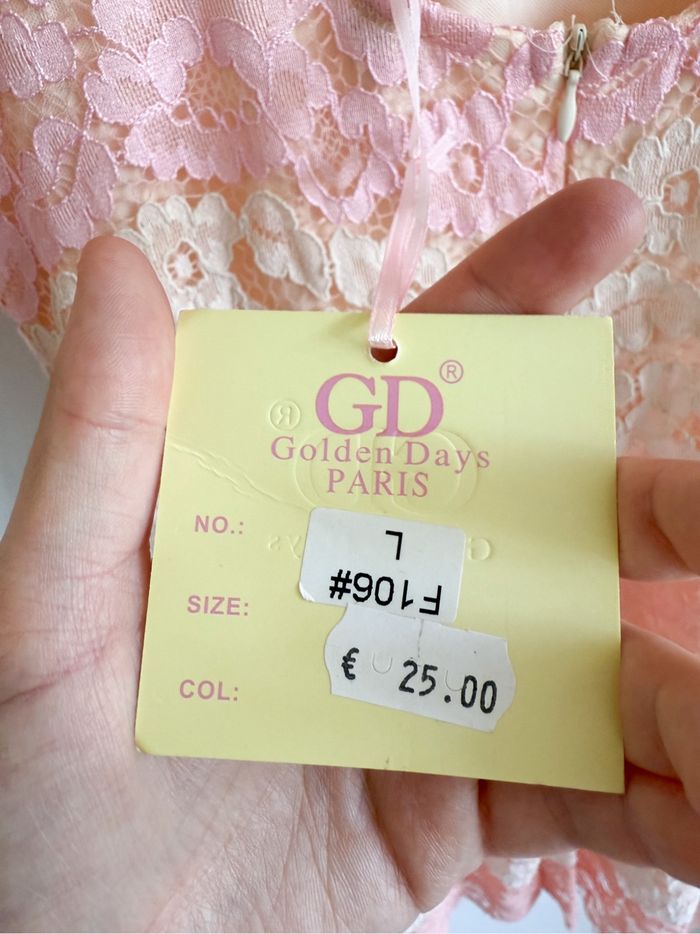 GD®
Golden Days
PARIS
NO.:
L
F106#
SIZE:
€ 25.00
COL: